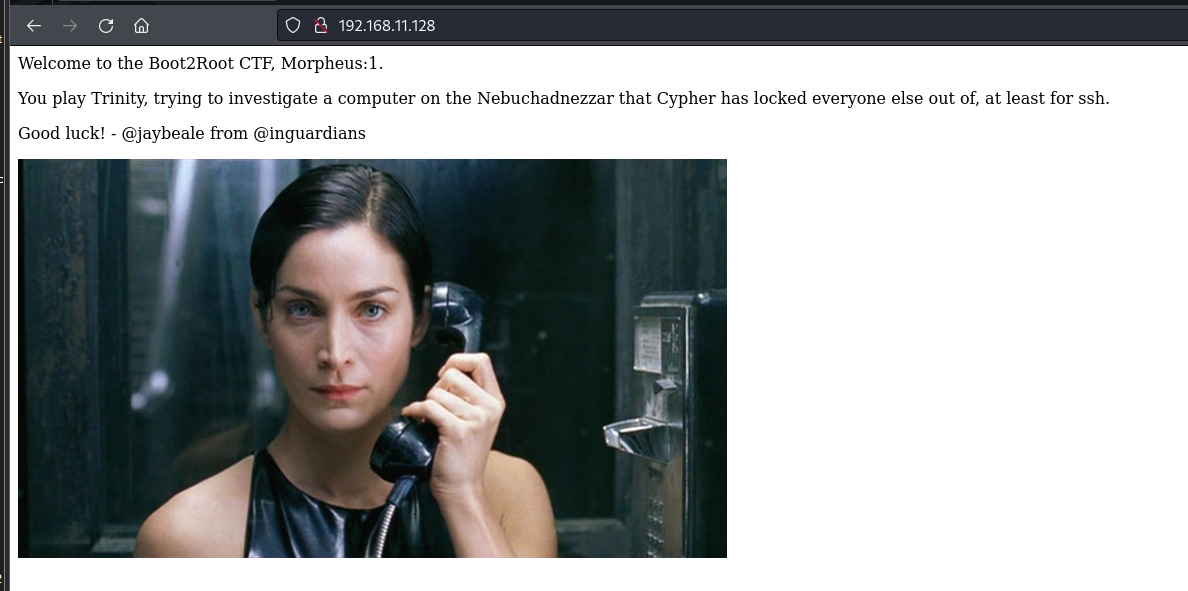 192.168.11.128
Welcome to the Boot2Root CTF, Morpheus:1.
You play Trinity, trying to investigate a computer on the Nebuchadnezzar that Cypher has locked everyone else out of, at least for ssh.
Good luck! - @jaybeale from @inguardians